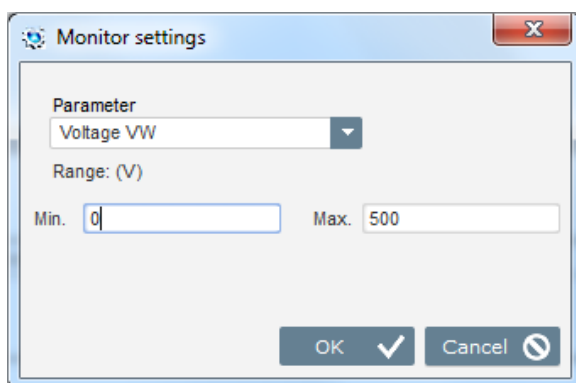 Monitor settings
Parameter
Voltage VW
Range: (V)
Min. 0 Max. 500
OK Cancel